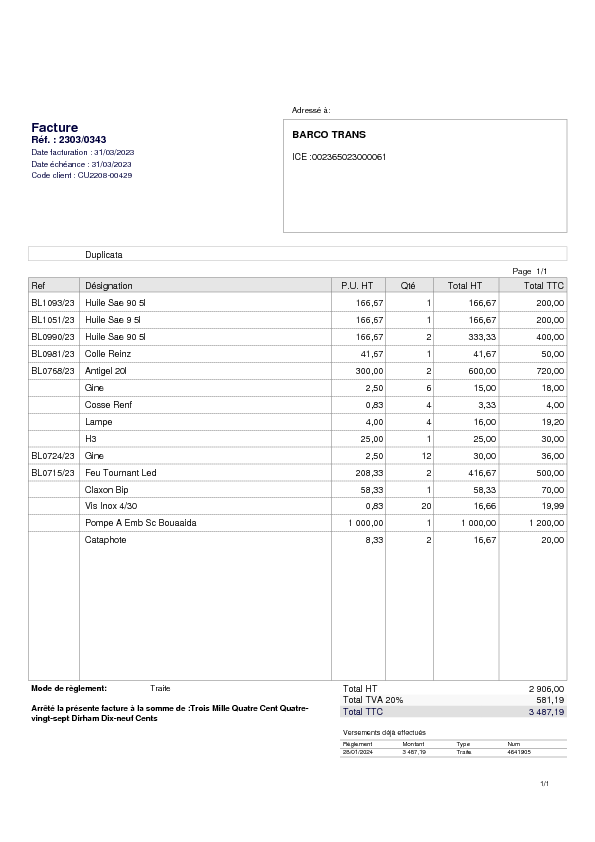 Adressé à:
Facture
Réf. : 2303/0343
Date facturation : 31/03/2023
Date échéance : 31/03/2023
Code client : CU2208-00429
BARCO TRANS
ICE :002365023000061
Duplicata
Page 1/1
Ref Désignation P.U. HT Qté Total HT Total TTC
BL1093/23 Huile Sae 90 5l 166,67 1 166,67 200,00
BL1051/23 Huile Sae 9 5l 166,67 1 166,67 200,00
BL0990/23 Huile Sae 90 5l 166,67 2 333,33 400,00
BL0981/23 Colle Reinz 41,67 1 41,67 50,00
BL0768/23 Antigel 20l 300,00 2 600,00 720,00
Gine 2,50 6 15,00 18,00
Cosse Renf 0,83 4 3,33 4,00
Lampe 4,00 4 16,00 19,20
H3 25,00 1 25,00 30,00
BL0724/23 Gine 2,50 12 30,00 36,00
BL0715/23 Feu Tournant Led 208,33 2 416,67 500,00
Claxon Bip 58,33 1 58,33 70,00
Vis Inox 4/30 0,83 20 16,66 19,99
Pompe A Emb Sc Bouaaida 1 000,00 1 1 000,00 1 200,00
Cataphote 8,33 2 16,67 20,00
Mode de règlement: Traite
Arrêté la présente facture à la somme de :Trois Mille Quatre Cent Quatre-
vingt-sept Dirham Dix-neuf Cents
Total HT 2 906,00
Total TVA 20% 581,19
Total TTC 3 487,19
Versements déjà effectués
Règlement Montant Type Num
28/01/2024 3 487,19 Traite 4641905
1/1